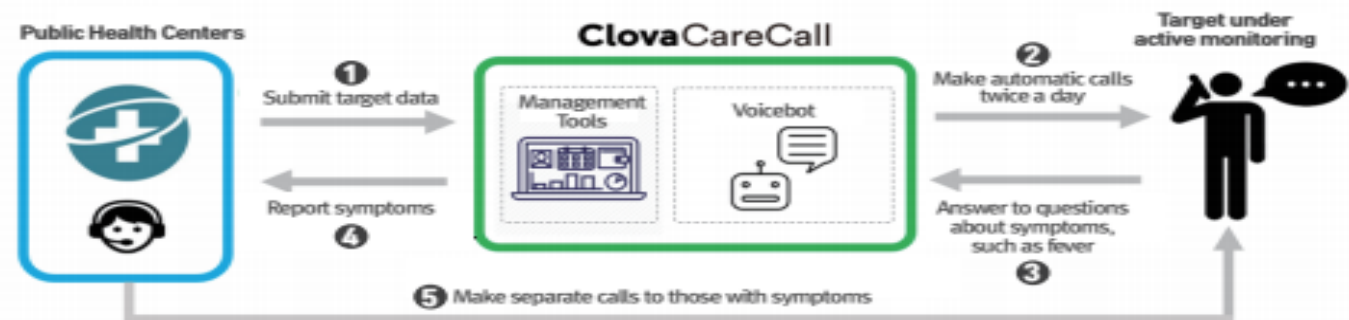 Public Health Centers
ClovaCareCall
Target under
active monitoring
1
Submit target data
Management
Tools
Voicebot
2
Make automatic calls
twice a day
Report symptoms
4
Answer to questions
about symptoms,
such as fever
3
5 Make separate calls to those with symptoms